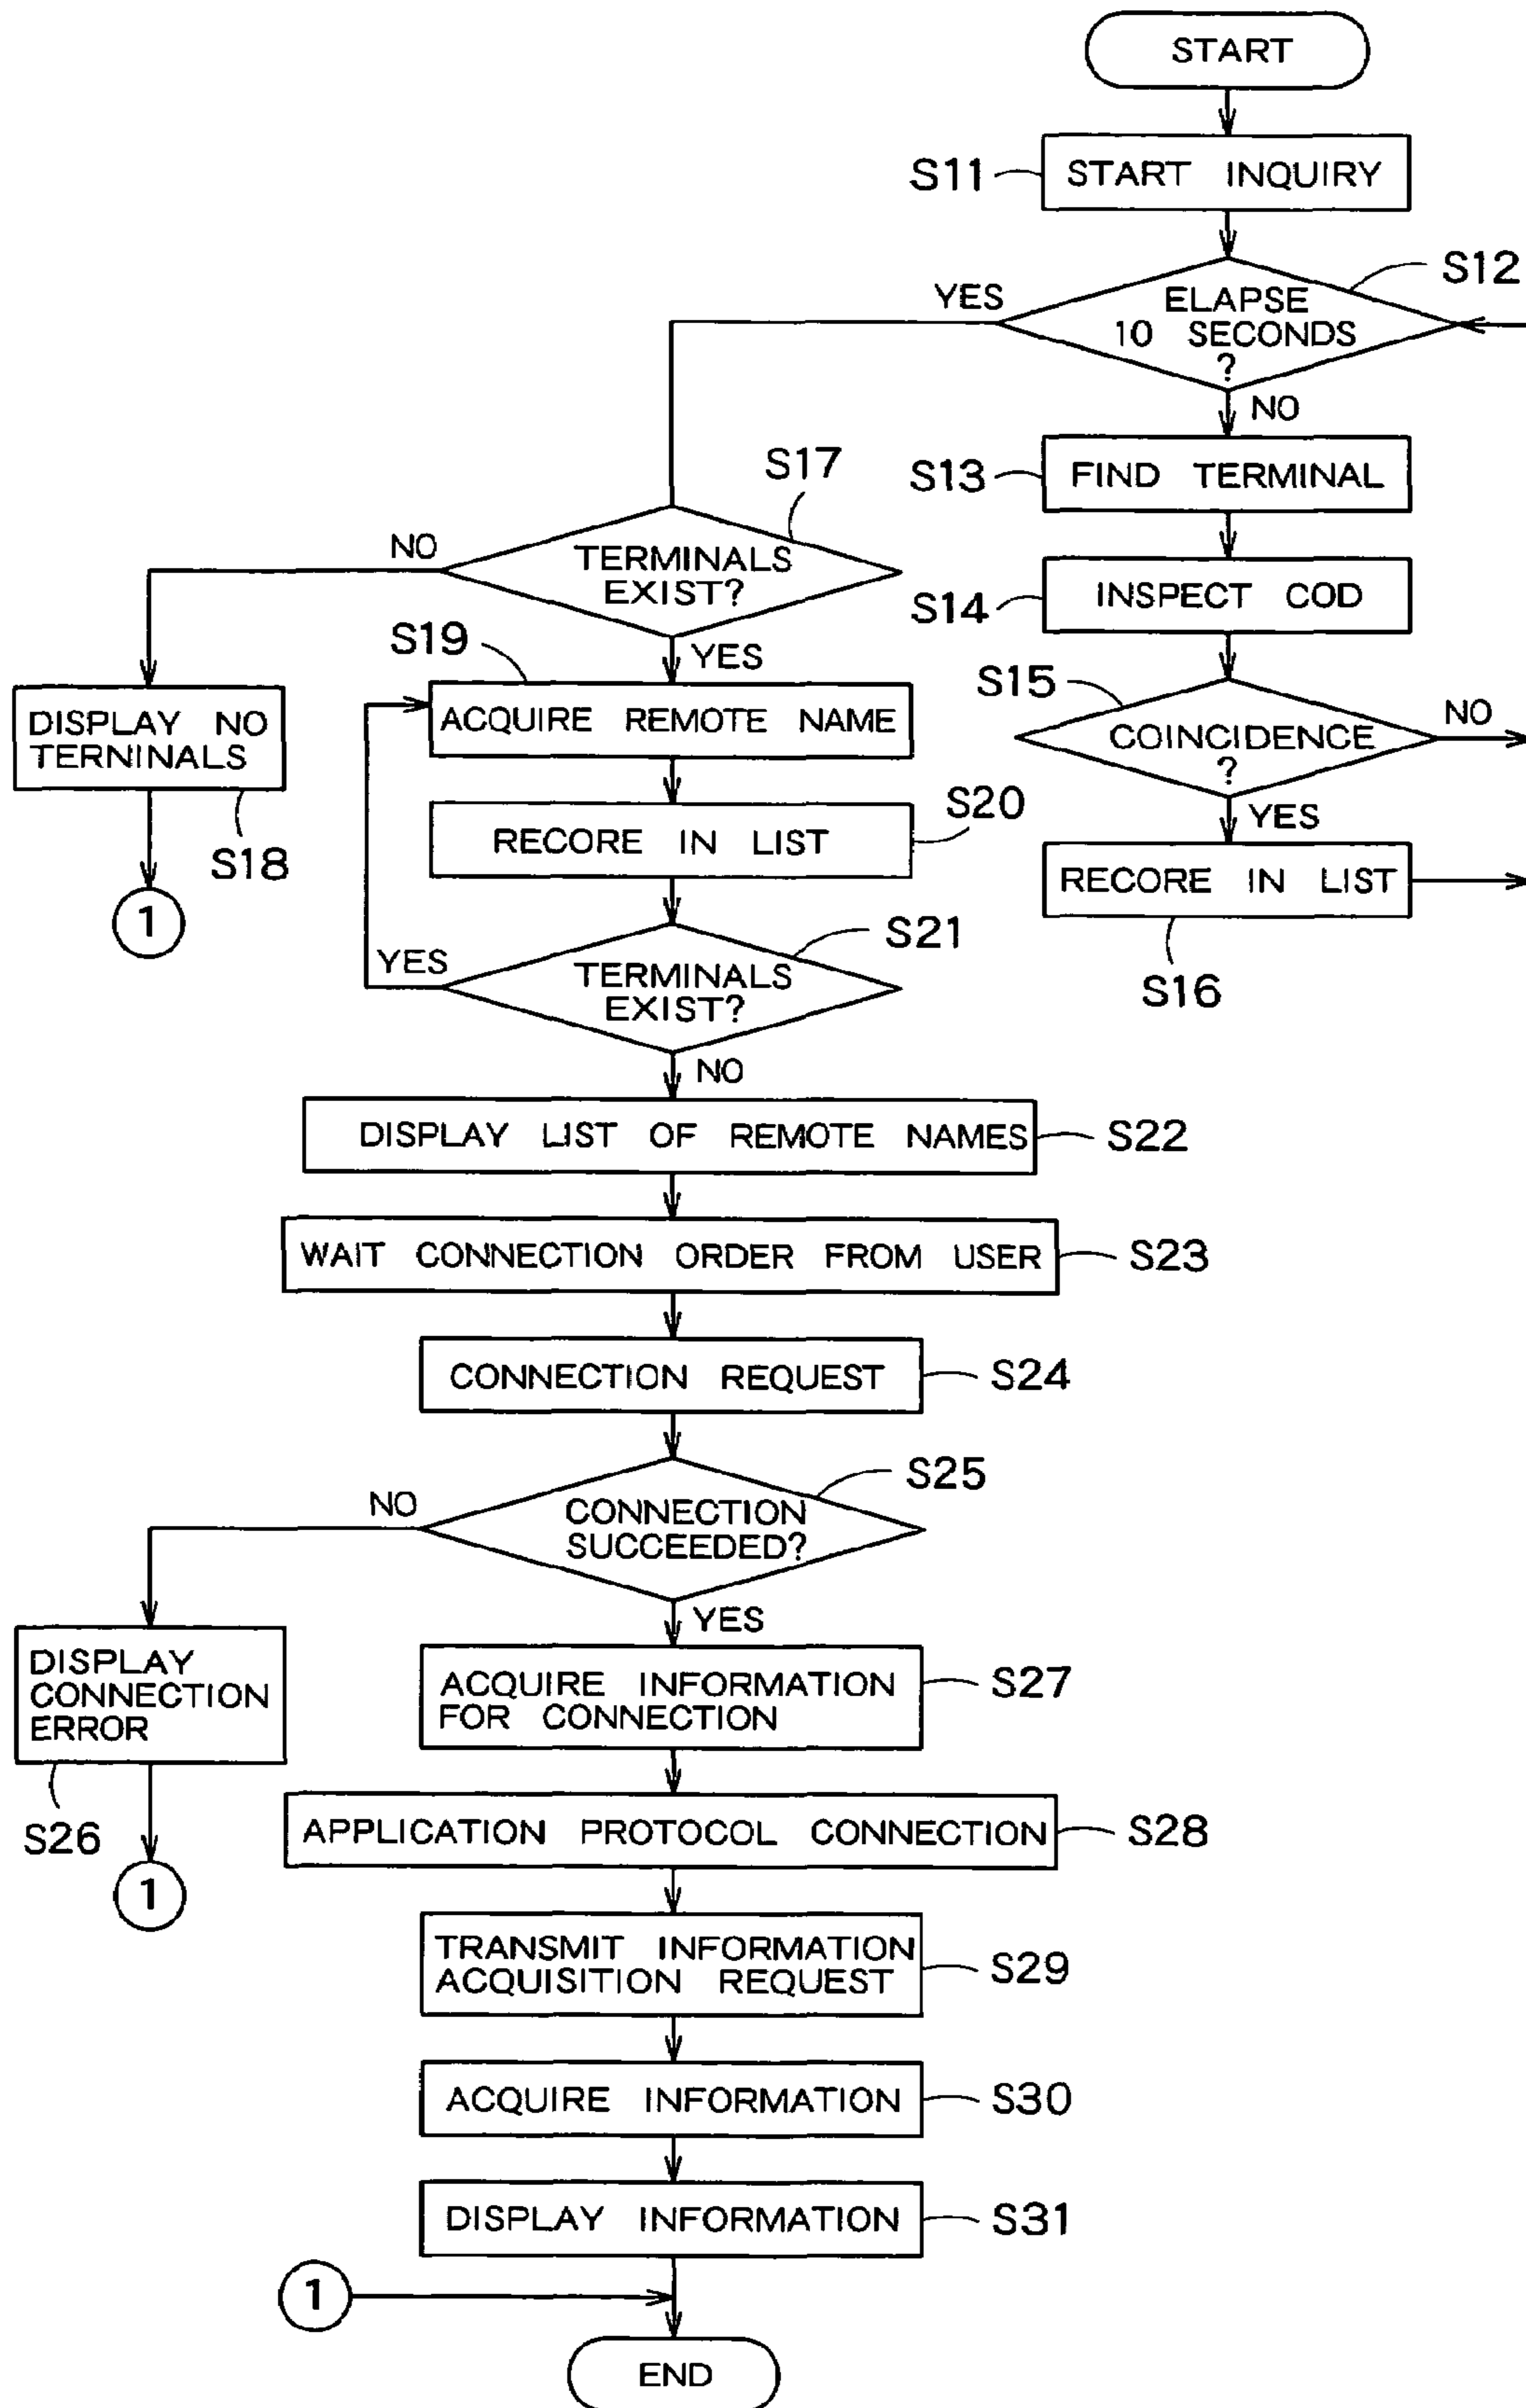 START
S11
START INQUIRY
S12
YES
ELAPSE
10 SECONDS
?
NO
S13
FIND TERMINAL
S17
NO
TERMINALS
EXIST?
S14
INSPECT COD
S19
YES
S15
NO
DISPLAY NO
TERNINALS
ACQUIRE REMOTE NAME
COINCIDENCE
?
S18
S20
YES
RECORE IN LIST
RECORE IN LIST
1
S21
YES
TERMINALS
EXIST?
S16
NO
DISPLAY LIST OF REMOTE NAMES
S22
WAIT CONNECTION ORDER FROM USER
S23
CONNECTION REQUEST
S24
S25
NO
CONNECTION
SUCCEEDED?
YES
DISPLAY
CONNECTION
ERROR
ACQUIRE INFORMATION
FOR CONNECTION
S27
S26
APPLICATION PROTOCOL CONNECTION
S28
1
TRANSMIT INFORMATION
ACQUISITION REQUEST
S29
ACQUIRE INFORMATION
S30
DISPLAY INFORMATION
S31
1
END